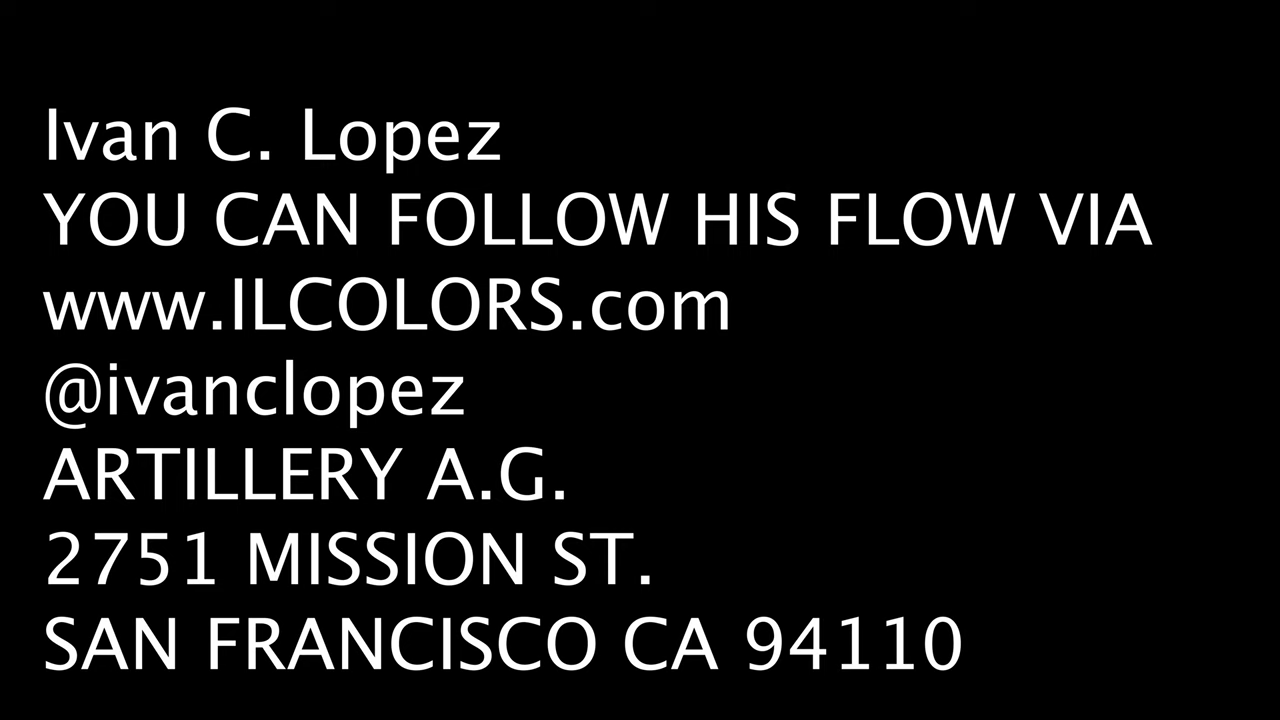 Ivan C. Lopez
YOU CAN FOLLOW HIS FLOW VIA
www.ILCOLORS.com
@ivanclopez
ARTILLERY A.G.
2751 MISSION ST.
SAN FRANCISCO CA 94110